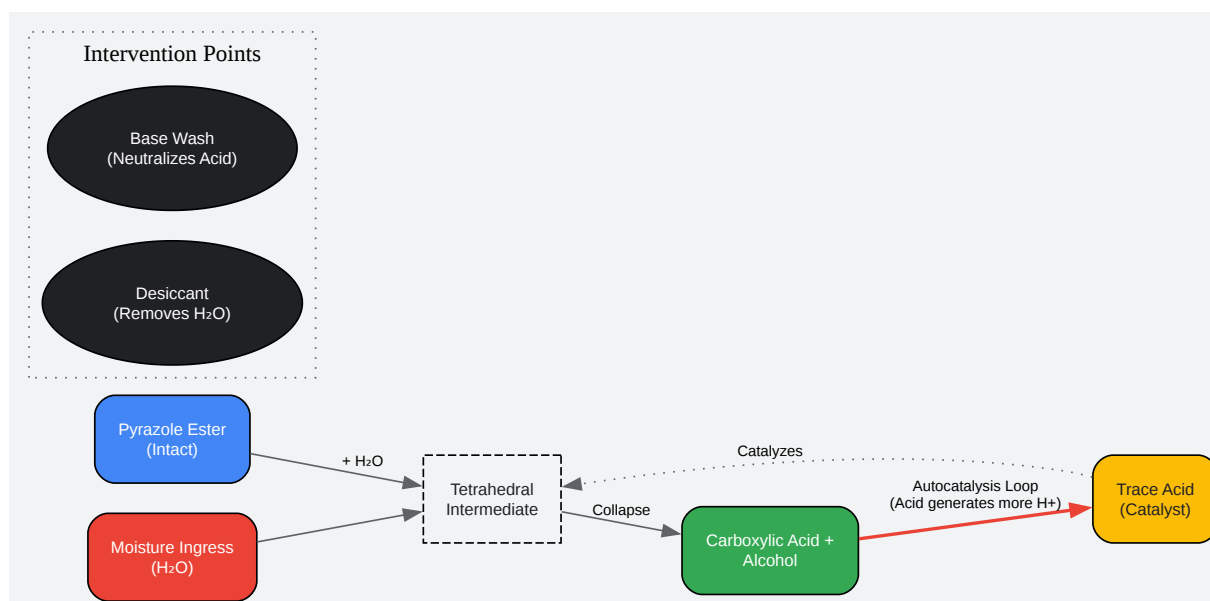 Intervention Points
Base Wash
(Neutralizes Acid)
Desiccant
(Removes H₂O)
Pyrazole Ester
(Intact)
+ H₂O
Moisture Ingress
(H₂O)
Tetrahedral
Intermediate
Collapse
Catalyzes
Carboxylic Acid +
Alcohol
Autocatalysis Loop
(Acid generates more H+)
Trace Acid
(Catalyst)